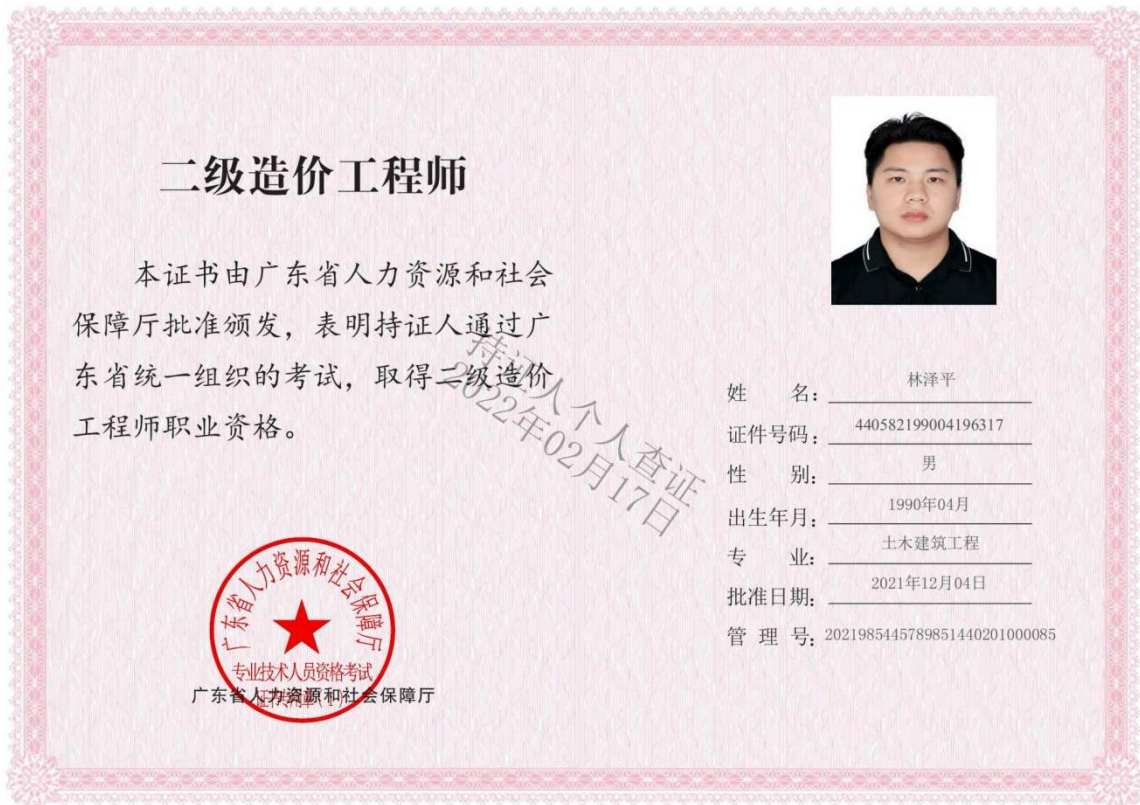 二级造价工程师
本证书由广东省人力资源和社会
保障厅批准颁发，表明持证人通过广
东省统一组织的考试，取得二级造价
工程师职业资格。
持证人个人查证
2022年02月17日
广东省人力资源和社会保障厅
专业技术人员资格考试
广东省人力资源和社会保障厅
姓 名：林泽平
证件号码：440582199004196317
性 别：男
出生年月：1990年04月
专 业：土木建筑工程
批准日期：2021年12月04日
管 理 号：2021985445789851440201000085